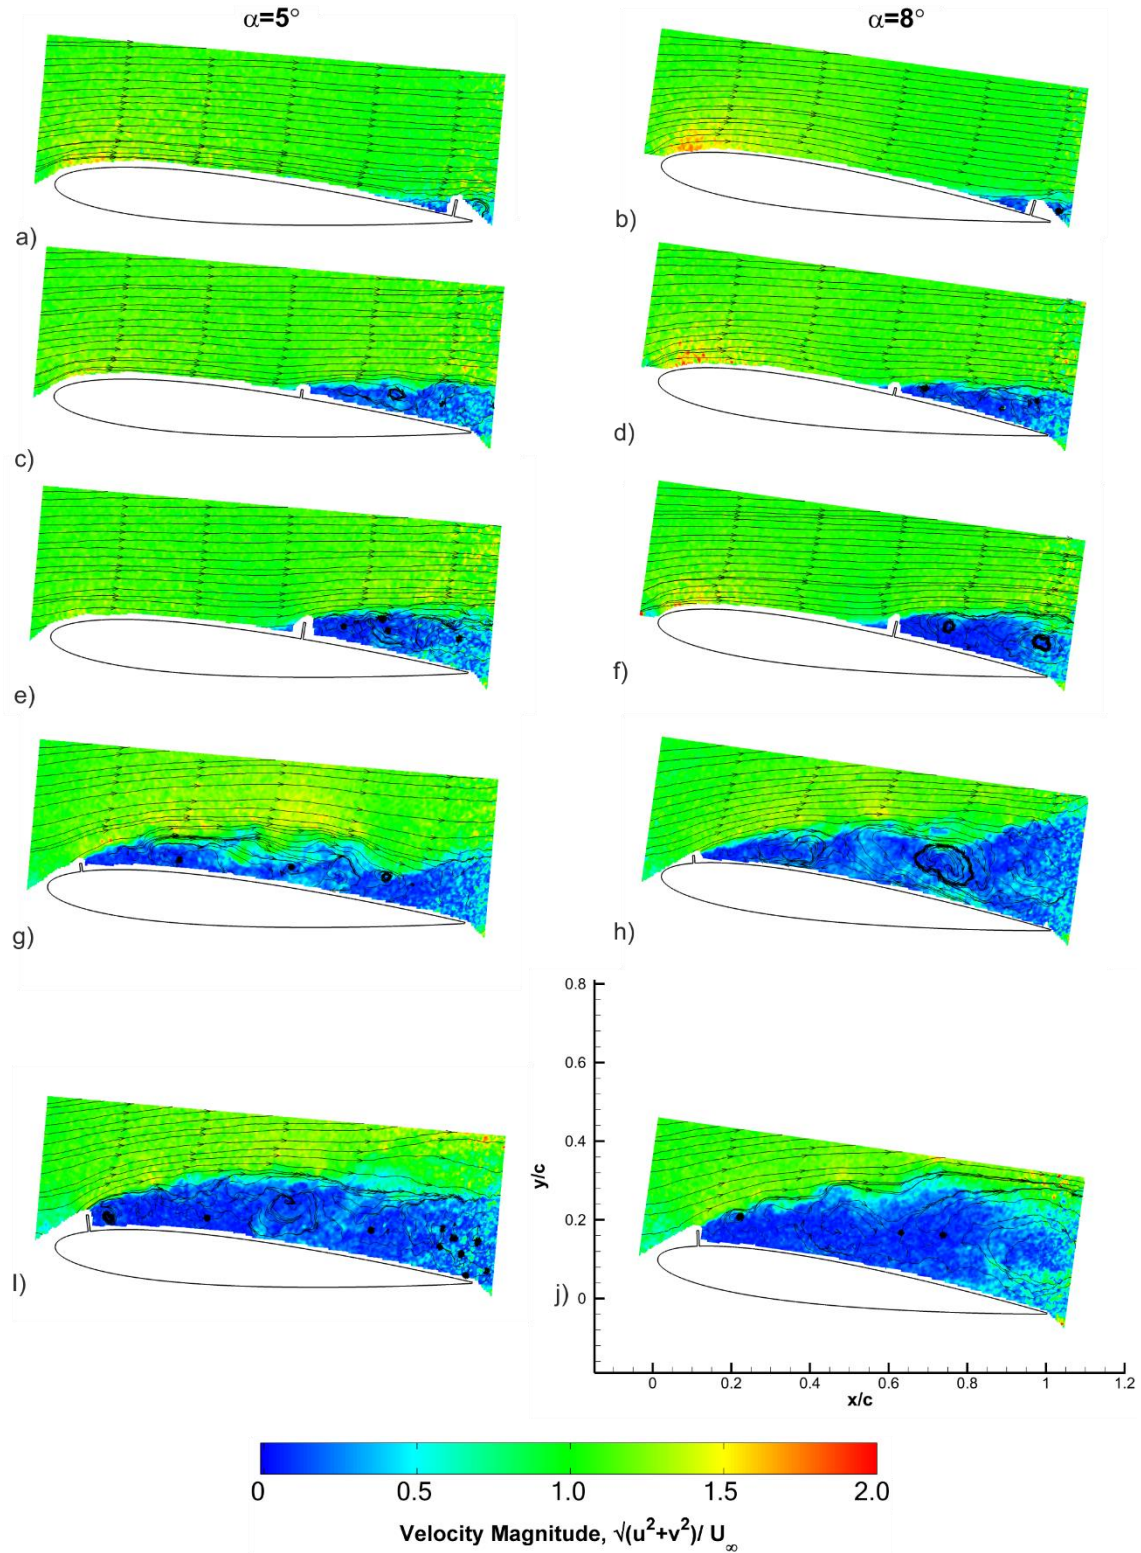 α=5° α=8°
a) b)
c) d)
e) f)
g) h)
0.8
0.6
0.4
y/c
0.2
l) j) 0
0 0.2 0.4 0.6 0.8 1 1.2
x/c
0 0.5 1.0 1.5 2.0
Velocity Magnitude, √(u²+v²)/ U∞